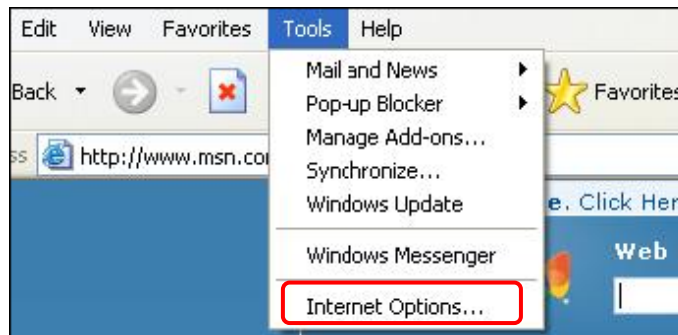 Edit View Favorites Tools Help
Back
Favorites
Mail and News
Pop-up Blocker
Manage Add-ons...
ss http://www.msn.co
Synchronize...
Windows Update
e. Click Her
Windows Messenger
Web
Internet Options...